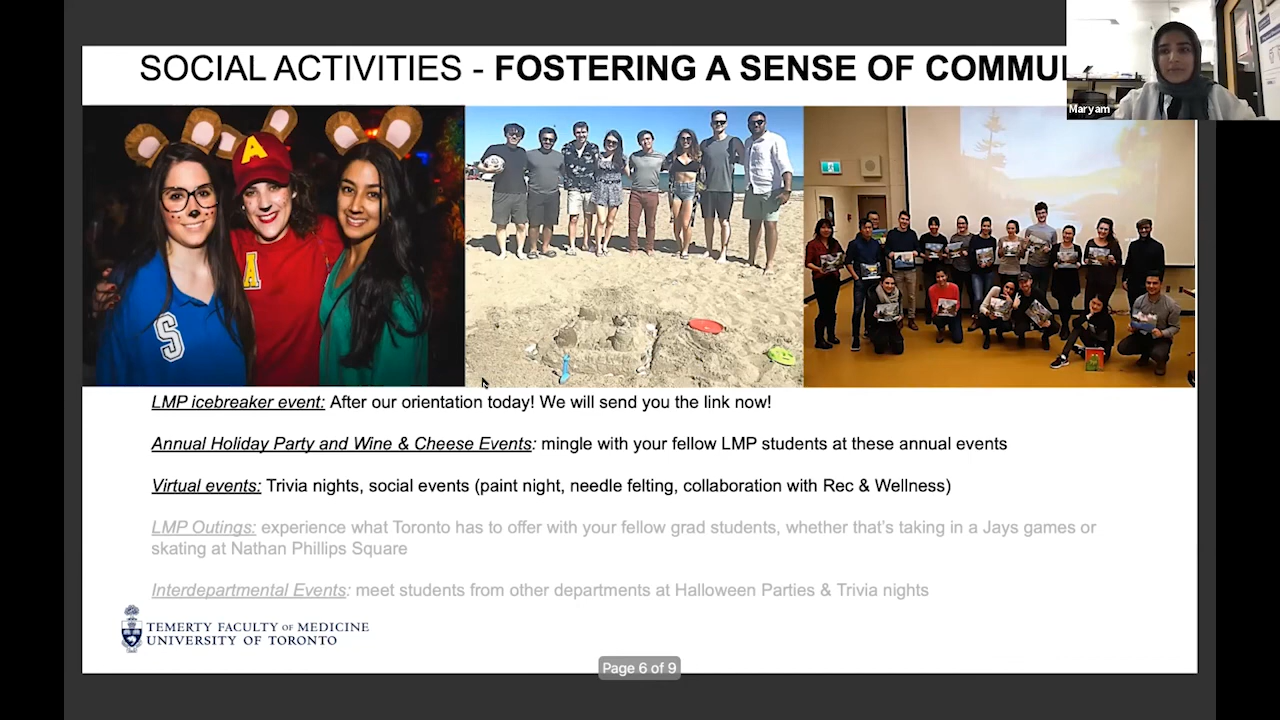 SOCIAL ACTIVITIES - FOSTERING A SENSE OF COMMU
Maryam
A
A
S
LMP icebreaker event: After our orientation today! We will send you the link now!
Annual Holiday Party and Wine & Cheese Events: mingle with your fellow LMP students at these annual events
Virtual events: Trivia nights, social events (paint night, needle felting, collaboration with Rec & Wellness)
LMP Outings: experience what Toronto has to offer with your fellow grad students, whether that’s taking in a Jays games or
skating at Nathan Phillips Square
Interdepartmental Events: meet students from other departments at Halloween Parties & Trivia nights
TEMERTY FACULTY OF MEDICINE
UNIVERSITY OF TORONTO
Page 6 of 9